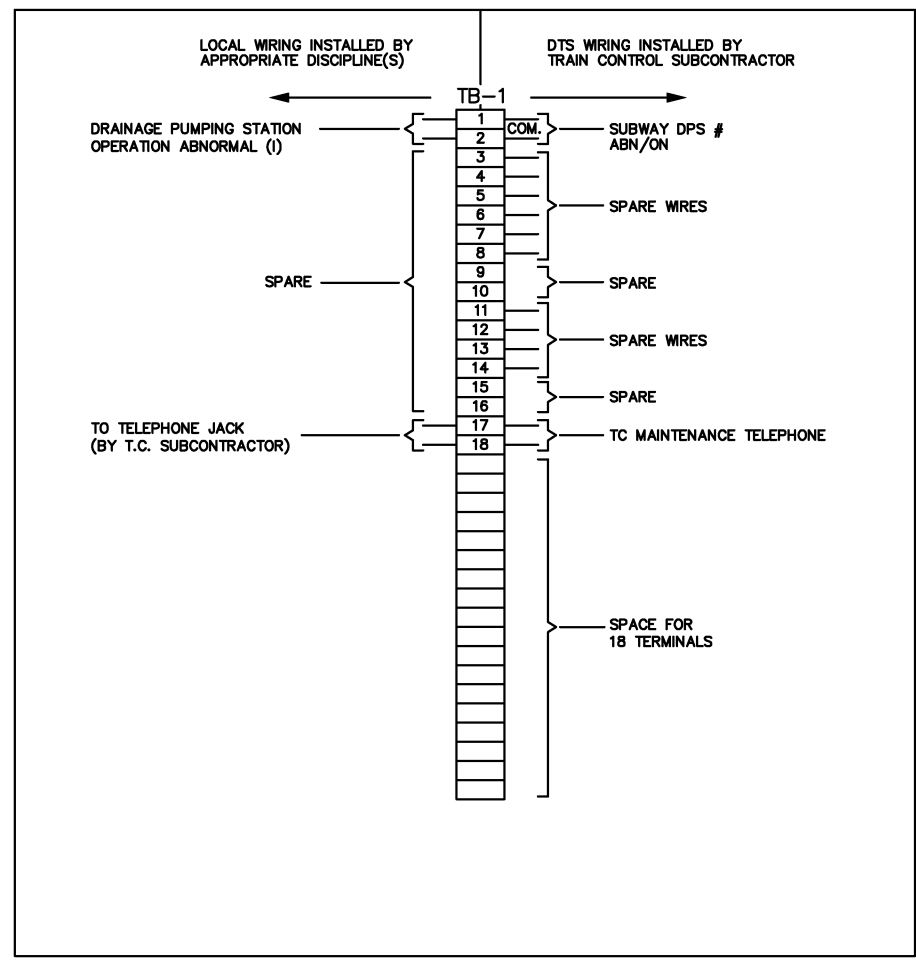 LOCAL WIRING INSTALLED BY
APPROPRIATE DISCIPLINE(S)
DTS WIRING INSTALLED BY
TRAIN CONTROL SUBCONTRACTOR
TB-1
DRAINAGE PUMPING STATION
OPERATION ABNORMAL (I)
1
COM.
2
SUBWAY DPS #
ABN/ON
3
4
5
6
7
8
SPARE WIRES
SPARE
9
10
SPARE
11
12
13
14
SPARE WIRES
15
16
SPARE
TO TELEPHONE JACK
(BY T.C. SUBCONTRACTOR)
17
18
TC MAINTENANCE TELEPHONE
SPACE FOR
18 TERMINALS